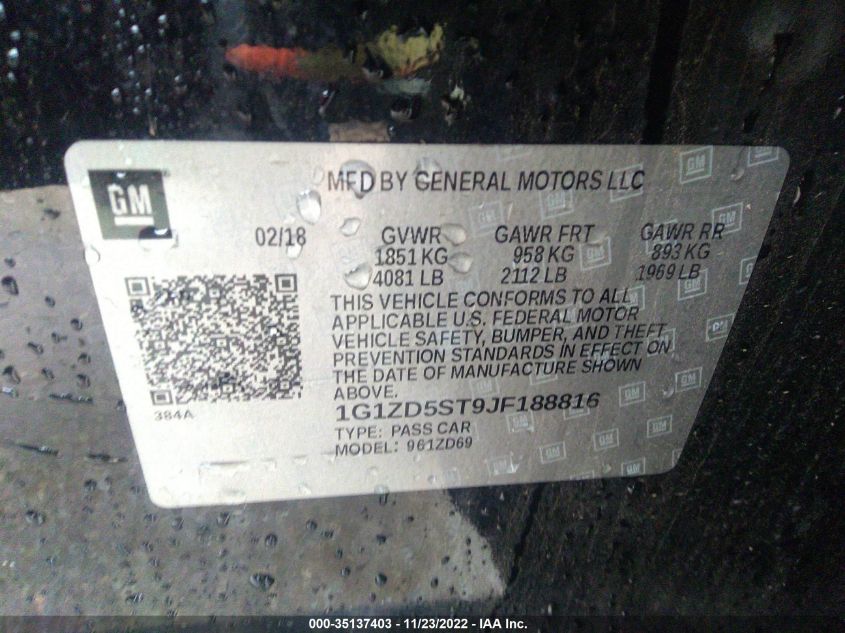 GM
MFD BY GENERAL MOTORS LLC
02/18 GVWR GAWR FRT GAWR RR
1851 KG 958 KG 893 KG
4081 LB 2112 LB 1969 LB
THIS VEHICLE CONFORMS TO ALL
APPLICABLE U.S. FEDERAL MOTOR
VEHICLE SAFETY, BUMPER, AND THEFT
PREVENTION STANDARDS IN EFFECT ON
THE DATE OF MANUFACTURE SHOWN
ABOVE.
384A
1G1ZD5ST9JF188816
TYPE: PASS CAR
MODEL: 961ZD69
000-35137403 - 11/23/2022 - IAA Inc.